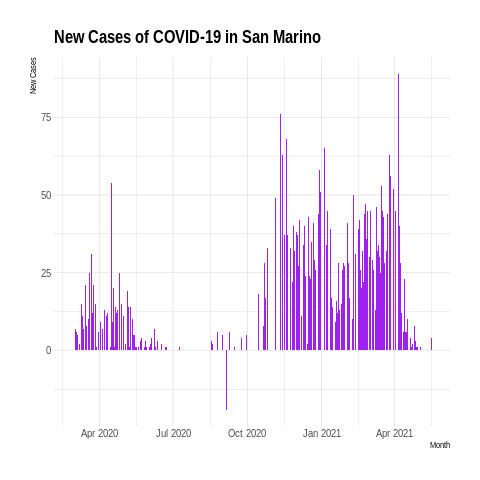 New Cases of COVID-19 in San Marino
New Cases
75
50
25
0
Apr 2020 Jul 2020 Oct 2020 Jan 2021 Apr 2021
Month